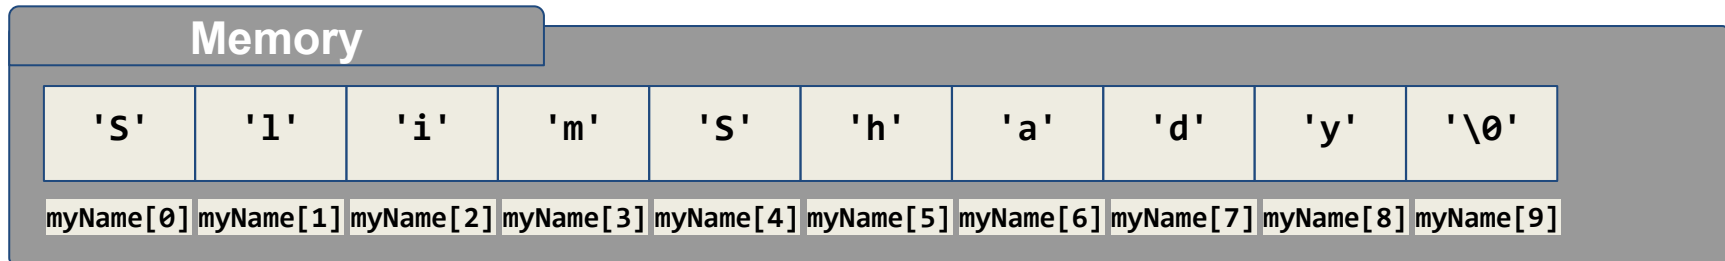 Memory
'S' 'l' 'i' 'm' 'S' 'h' 'a' 'd' 'y' '\0'
myName[0] myName[1] myName[2] myName[3] myName[4] myName[5] myName[6] myName[7] myName[8] myName[9]